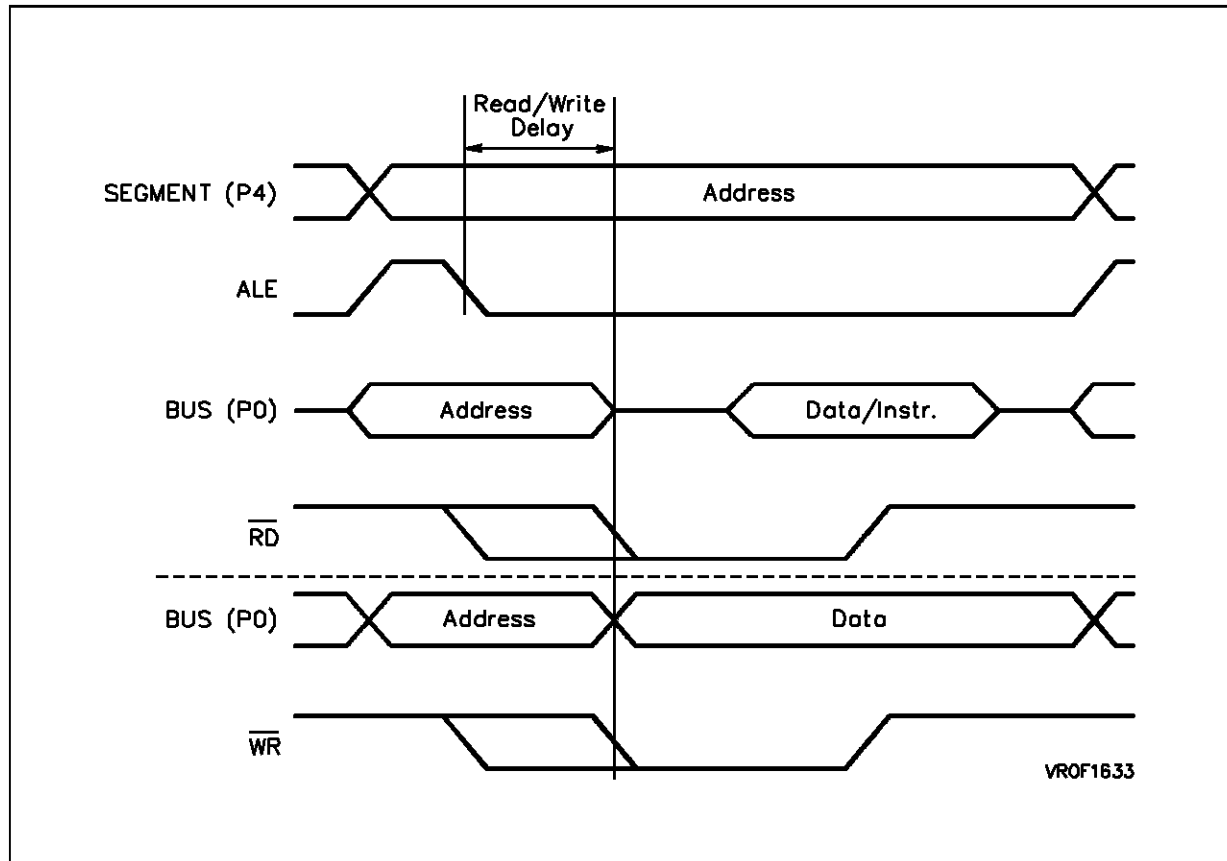 Read/Write
Delay
SEGMENT (P4)
Address
ALE
BUS (P0)
Address
Data/Instr.
RD
BUS (P0)
Address
Data
WR
VR0F1633